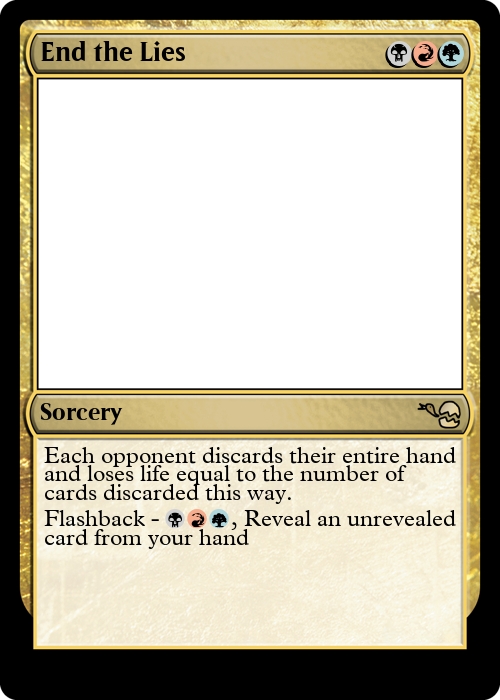 End the Lies
Sorcery
Each opponent discards their entire hand
and loses life equal to the number of
cards discarded this way.
Flashback - , Reveal an unrevealed
card from your hand